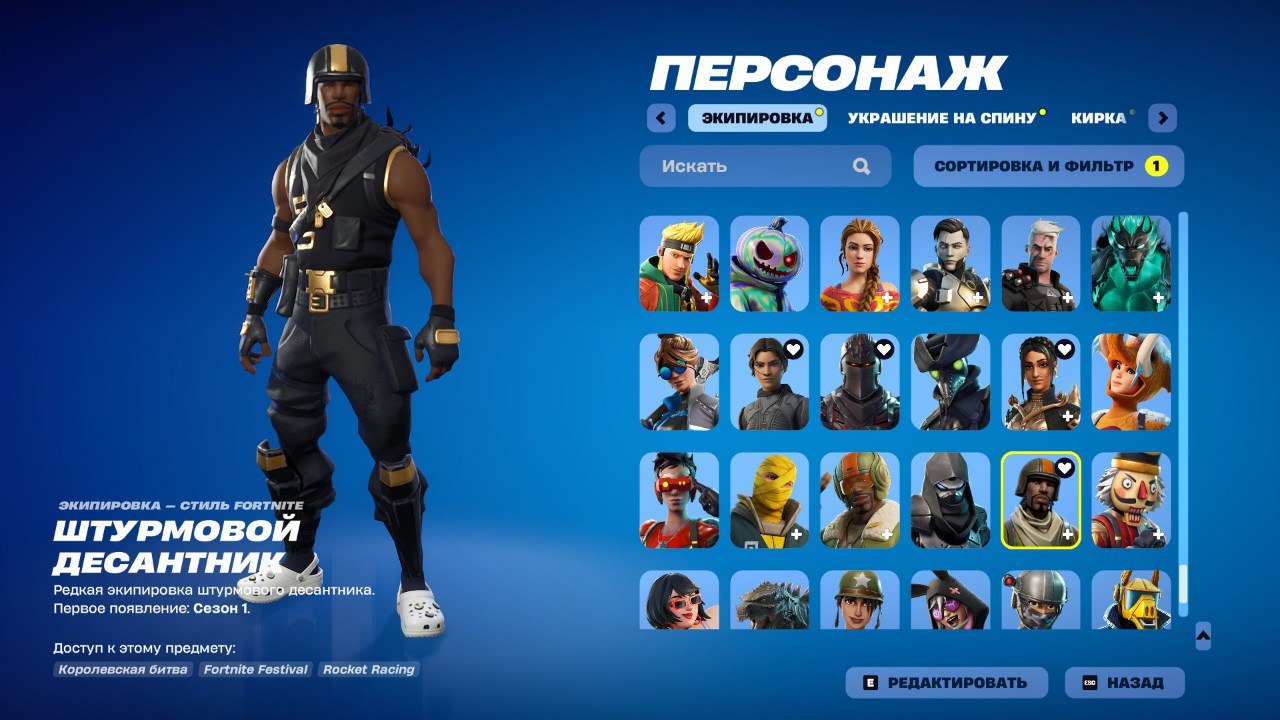 ПЕРСОНАЖ
ЭКИПИРОВКА
УКРАШЕНИЕ НА СПИНУ
КИРКА
Искать
СОРТИРОВКА И ФИЛЬТР 1
ЭКИПИРОВКА – СТИЛЬ FORTNITE
ШТУРМОВОЙ
ДЕСАНТНИК
Редкая экипировка штурмового десантника.
Первое появление: Сезон 1.
Доступ к этому предмету:
Королевская битва
Fortnite Festival
Rocket Racing
E РЕДАКТИРОВАТЬ
ESC НАЗАД